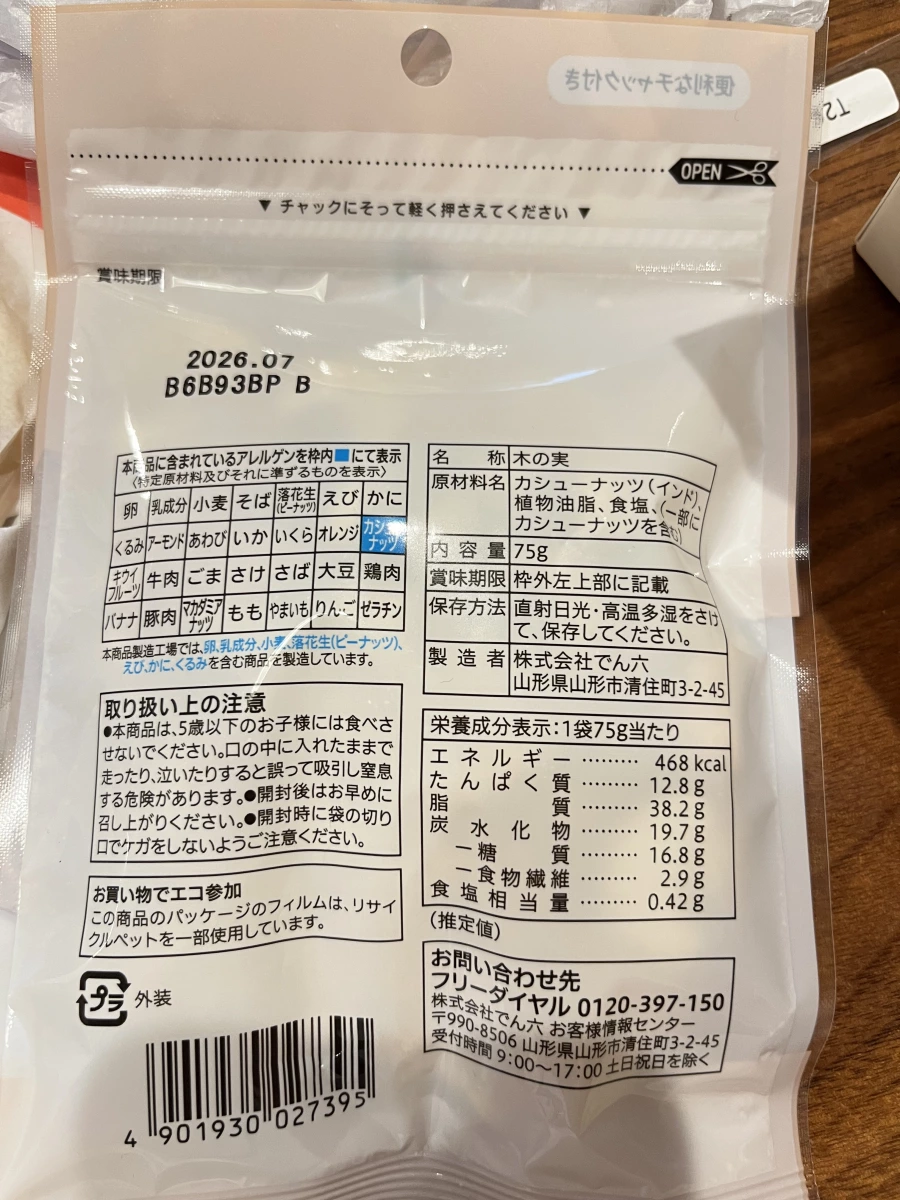 便利なチャック付き
OPEN
▼ チャックにそって軽く押さえてください ▼
賞味期限
2026.07
B6B93BP B
本商品に含まれているアレルゲンを枠内■にて表示
〈特定原材料及びそれに準ずるものを表示〉
卵 乳成分 小麦 そば 落花生(ピーナッツ) えび かに
くるみ アーモンド あわび いか いくら オレンジ カシューナッツ
キウイフルーツ 牛肉 ごま さけ さば 大豆 鶏肉
バナナ 豚肉 マカダミアナッツ もも やまいも りんご ゼラチン
本商品製造工場では、卵、乳成分、小麦、落花生(ピーナッツ)、
えび、かに、くるみを含む商品を製造しています。
取り扱い上の注意
●本商品は、5歳以下のお子様には食べさ
せないでください。口の中に入れたままで
走ったり、泣いたりすると誤って吸引し窒息
する危険があります。●開封後はお早めに
召し上がりください。●開封時に袋の切り
口でケガをしないようご注意ください。
お買い物でエコ参加
この商品のパッケージのフィルムは、リサイ
クルペットを一部使用しています。
プラ 外装
4 901930 027395
名称 木の実
原材料名 カシューナッツ(インド)、
植物油脂、食塩、(一部に
カシューナッツを含む)
内容量 75g
賞味期限 枠外左上部に記載
保存方法 直射日光・高温多湿をさけ
て、保存してください。
製造者 株式会社でん六
山形県山形市清住町3-2-45
栄養成分表示:1袋75g当たり
エネルギー ……… 468 kcal
たんぱく質 ……… 12.8 g
脂質 ……… 38.2 g
炭水化物 ……… 19.7 g
－糖質 ……… 16.8 g
－食物繊維 ……… 2.9 g
食塩相当量 ……… 0.42 g
(推定値)
お問い合わせ先
フリーダイヤル 0120-397-150
株式会社でん六 お客様情報センター
〒990-8506 山形県山形市清住町3-2-45
受付時間 9:00〜17:00 土日祝日を除く